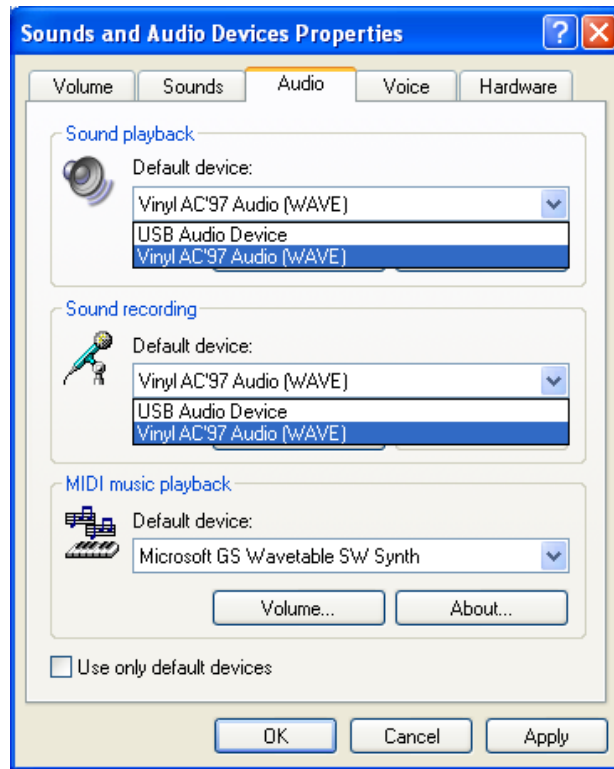 Sounds and Audio Devices Properties
Volume Sounds Audio Voice Hardware
Sound playback
Default device:
Vinyl AC'97 Audio (WAVE)
USB Audio Device
Vinyl AC'97 Audio (WAVE)
Sound recording
Default device:
Vinyl AC'97 Audio (WAVE)
USB Audio Device
Vinyl AC'97 Audio (WAVE)
MIDI music playback
Default device:
Microsoft GS Wavetable SW Synth
Volume... About...
Use only default devices
OK Cancel Apply